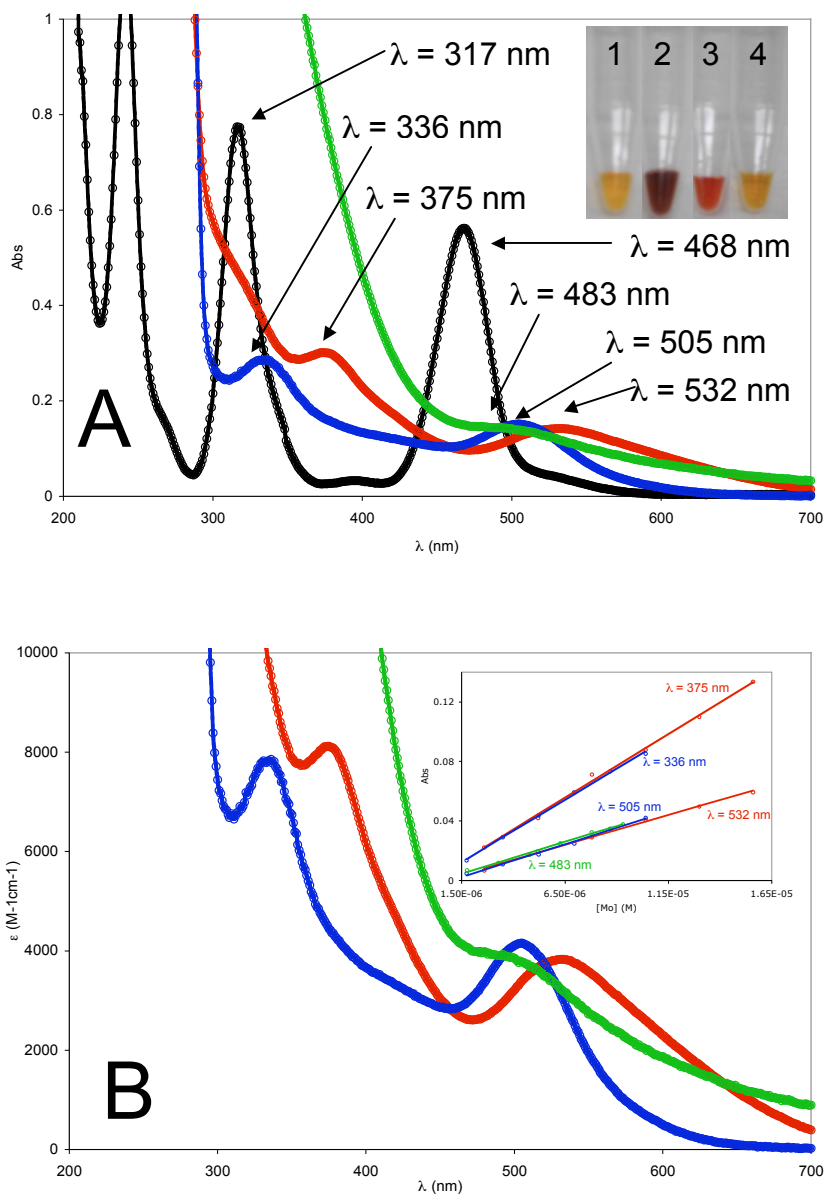 1
0.8
0.6
0.4
0.2
0
Abs
200 300 400 500 600 700
λ (nm)
A
λ = 317 nm
λ = 336 nm
λ = 375 nm
λ = 468 nm
λ = 483 nm
λ = 505 nm
λ = 532 nm
1 2 3 4
10000
8000
6000
4000
2000
0
ε (M-1cm-1)
200 300 400 500 600 700
λ (nm)
B
0.12
0.08
0.04
0
Abs
λ = 375 nm
λ = 336 nm
λ = 505 nm
λ = 532 nm
λ = 483 nm
1.50E-06 6.50E-06 1.15E-05 1.65E-05
[Mo] (M)